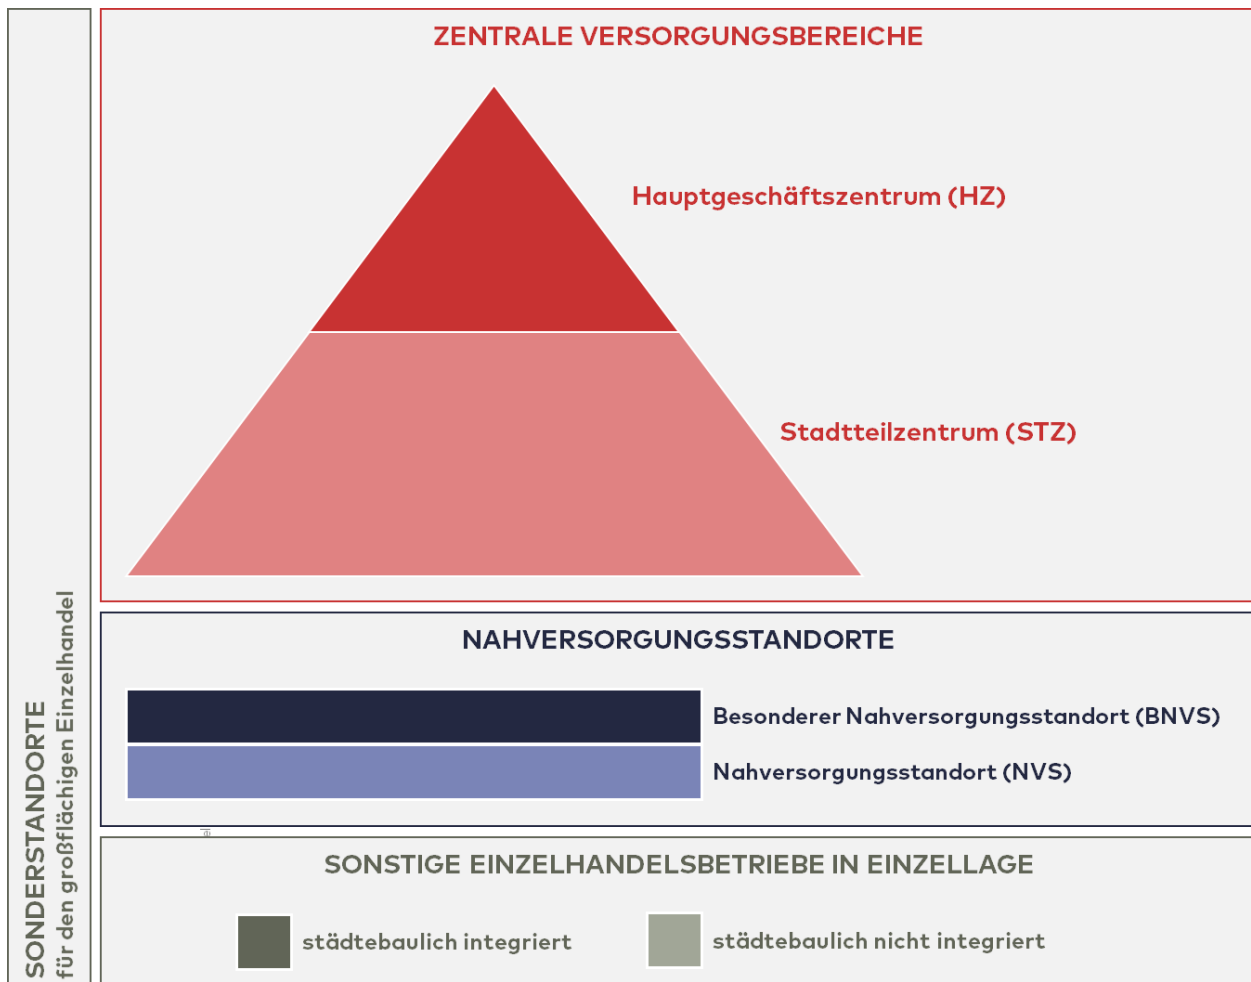 ZENTRALE VERSORGUNGSBEREICHE
Hauptgeschäftszentrum (HZ)
Stadtteilzentrum (STZ)
NAHVERSORGUNGSSTANDORTE
Besonderer Nahversorgungsstandort (BNVS)
Nahversorgungsstandort (NVS)
el
SONSTIGE EINZELHANDELSBETRIEBE IN EINZELLAGE
städtebaulich integriert
städtebaulich nicht integriert
SONDERSTANDORTE
für den großflächigen Einzelhandel